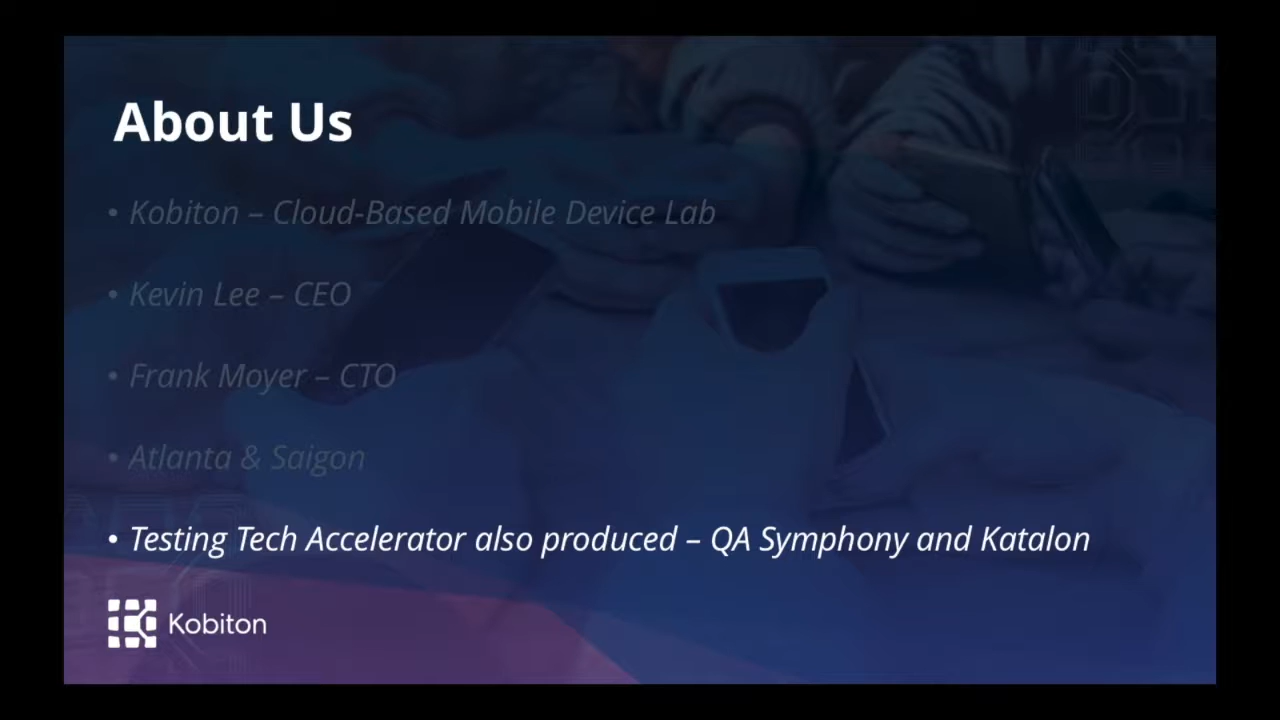 About Us
• Kobiton – Cloud-Based Mobile Device Lab
• Kevin Lee – CEO
• Frank Moyer – CTO
• Atlanta & Saigon
• Testing Tech Accelerator also produced – QA Symphony and Katalon
Kobiton